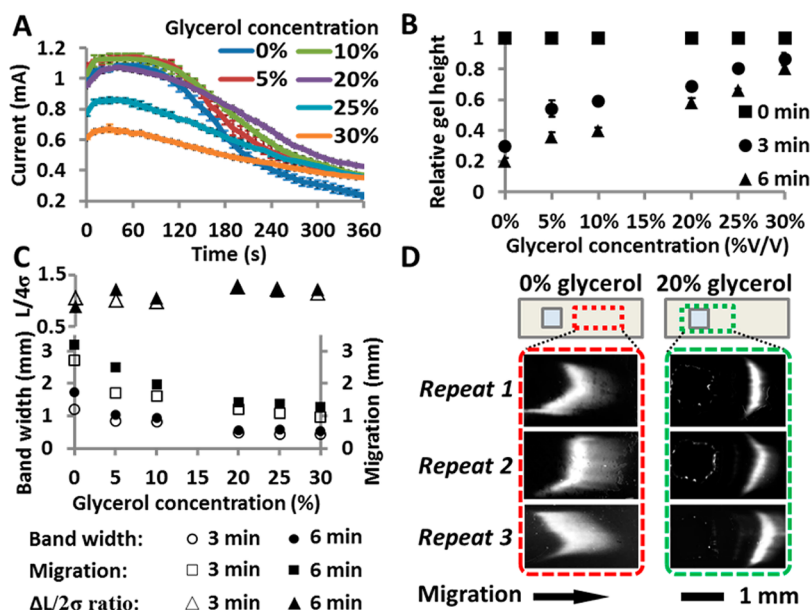 A
Glycerol concentration
0%
10%
5%
20%
25%
30%
1.2
1.0
0.8
0.6
0.4
0.2
Current (mA)
0 60 120 180 240 300 360
Time (s)
B
1
0.8
0.6
0.4
0.2
0
Relative gel height
0 min
3 min
6 min
0% 5% 10% 20% 25% 30%
Glycerol concentration (%V/V)
C
1.5
0.5
L/4σ
3
2
1
0
Band width (mm)
3
2
1
0
Migration (mm)
0 5 10 15 20 25 30
Glycerol concentration (%)
Band width: 3 min 6 min
Migration: 3 min 6 min
ΔL/2σ ratio: 3 min 6 min
D
0% glycerol 20% glycerol
Repeat 1
Repeat 2
Repeat 3
Migration 1 mm